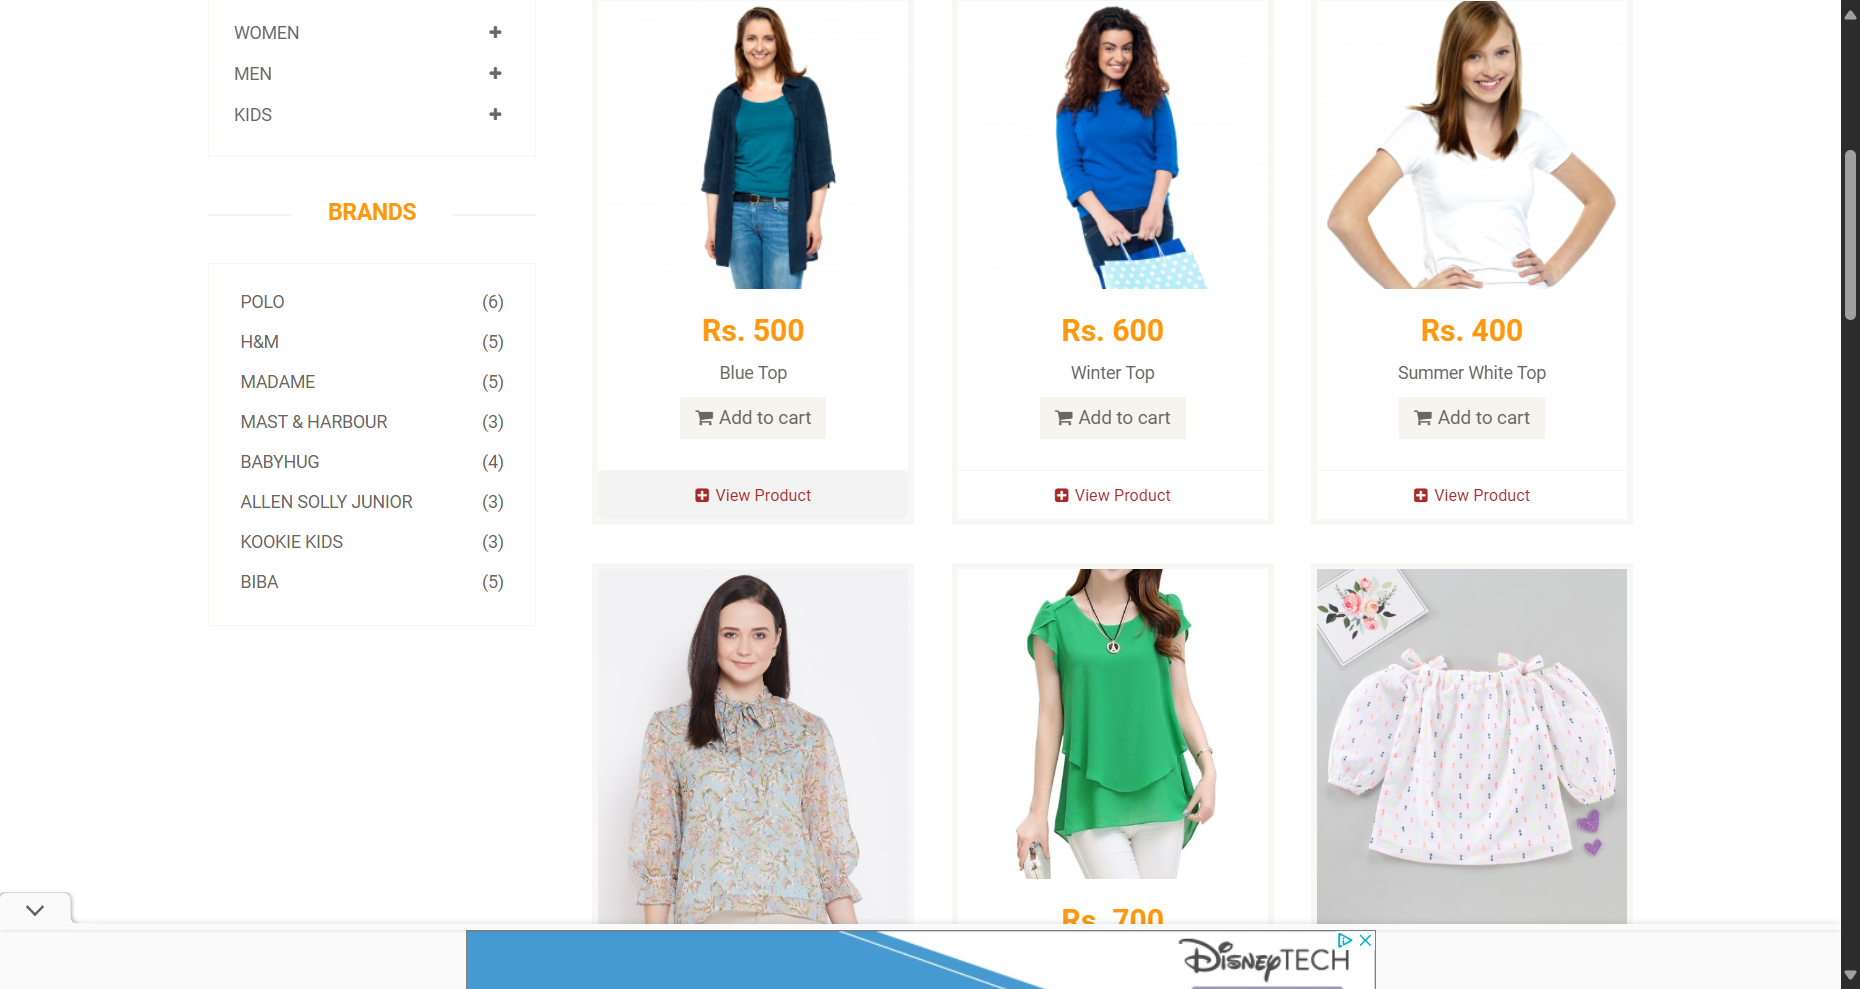 WOMEN
MEN
KIDS
BRANDS
POLO (6)
H&M (5)
MADAME (5)
MAST & HARBOUR (3)
BABYHUG (4)
ALLEN SOLLY JUNIOR (3)
KOOKIE KIDS (3)
BIBA (5)
Rs. 500
Blue Top
Add to cart
View Product
Rs. 600
Winter Top
Add to cart
View Product
Rs. 400
Summer White Top
Add to cart
View Product
Rs. 700
DISNEYTECH